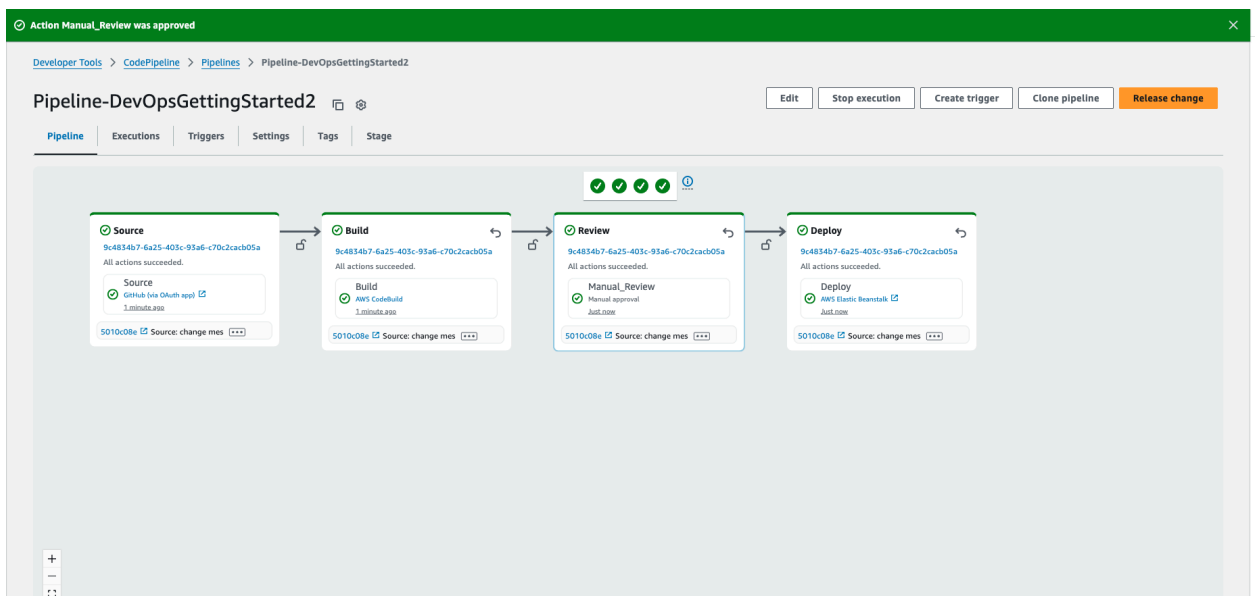 Action Manual_Review was approved
Developer Tools > CodePipeline > Pipelines > Pipeline-DevOpsGettingStarted2
Pipeline-DevOpsGettingStarted2
Edit Stop execution Create trigger Clone pipeline Release change
Pipeline Executions Triggers Settings Tags Stage
Source
9c4834b7-6a25-403c-93a6-c70c2cacb05a
All actions succeeded.
Source
GitHub (via OAuth app)
1 minute ago
5010c08e Source: change mes
Build
9c4834b7-6a25-403c-93a6-c70c2cacb05a
All actions succeeded.
Build
AWS CodeBuild
1 minute ago
5010c08e Source: change mes
Review
9c4834b7-6a25-403c-93a6-c70c2cacb05a
All actions succeeded.
Manual_Review
Manual approval
Just now
5010c08e Source: change mes
Deploy
9c4834b7-6a25-403c-93a6-c70c2cacb05a
All actions succeeded.
Deploy
AWS Elastic Beanstalk
Just now
5010c08e Source: change mes